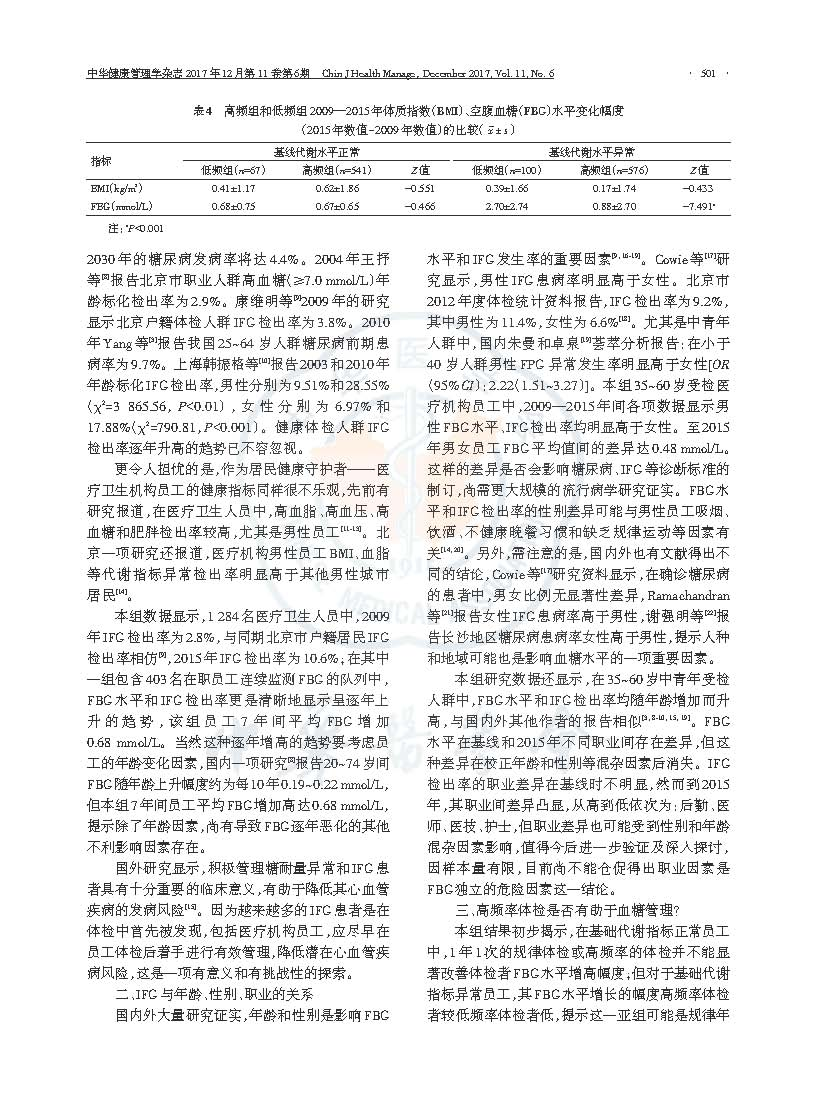 中华健康管理学杂志2017年12月第11卷第6期 Chin J Health Manage, December 2017, Vol. 11, No. 6 · 501 ·
表4 高频组和低频组2009—2015年体质指数(BMI)、空腹血糖(FBG)水平变化幅度
(2015年数值-2009年数值)的比较(x̄±s)
指标 基线代谢水平正常 基线代谢水平异常
低频组(n=67) 高频组(n=541) Z值 低频组(n=100) 高频组(n=576) Z值
BMI(kg/m²) 0.41±1.17 0.62±1.86 -0.551 0.39±1.66 0.17±1.74 -0.433
FBG(mmol/L) 0.68±0.75 0.67±0.65 -0.466 2.70±2.74 0.88±2.70 -7.491ᵃ
注:ᵃP<0.001
2030年的糖尿病发病率将达4.4%。2004年王抒
等[8]报告北京市职业人群高血糖(≥7.0 mmol/L)年
龄标化检出率为2.9%。康维明等[9]2009年的研究
显示北京户籍体检人群IFG检出率为3.8%。2010
年Yang等[3]报告我国25~64岁人群糖尿病前期患
病率为9.7%。上海韩振格等[10]报告2003和2010年
年龄标化IFG检出率,男性分别为9.51%和28.55%
(χ²=3 865.56, P<0.01),女性分别为6.97%和
17.88%(χ²=790.81, P<0.001)。健康体检人群IFG
检出率逐年升高的趋势已不容忽视。
更令人担忧的是,作为居民健康守护者——医
疗卫生机构员工的健康指标同样很不乐观,先前有
研究报道,在医疗卫生人员中,高血脂、高血压、高
血糖和肥胖检出率较高,尤其是男性员工[11-13]。北
京一项研究还报道,医疗机构男性员工BMI、血脂
等代谢指标异常检出率明显高于其他男性城市
居民[14]。
本组数据显示,1 284名医疗卫生人员中,2009
年IFG检出率为2.8%,与同期北京市户籍居民IFG
检出率相仿[9],2015年IFG检出率为10.6%;在其中
一组包含403名在职员工连续监测FBG的队列中,
FBG水平和IFG检出率更是清晰地显示呈逐年上
升的趋势,该组员工7年间平均FBG增加
0.68 mmol/L。当然这种逐年增高的趋势要考虑员
工的年龄变化因素,国内一项研究[8]报告20~74岁间
FBG随年龄上升幅度约为每10年0.19~0.22 mmol/L,
但本组7年间员工平均FBG增加高达0.68 mmol/L,
提示除了年龄因素,尚有导致FBG逐年恶化的其他
不利影响因素存在。
国外研究显示,积极管理糖耐量异常和IFG患
者具有十分重要的临床意义,有助于降低其心血管
疾病的发病风险[15]。因为越来越多的IFG患者是在
体检中首先被发现,包括医疗机构员工,应尽早在
员工体检后着手进行有效管理,降低潜在心血管疾
病风险,这是一项有意义和有挑战性的探索。
二、IFG与年龄、性别、职业的关系
国内外大量研究证实,年龄和性别是影响FBG
水平和IFG发生率的重要因素[9,16-19]。Cowie等[17]研
究显示,男性IFG患病率明显高于女性。北京市
2012年度体检统计资料报告,IFG检出率为9.2%,
其中男性为11.4%,女性为6.6%[18]。尤其是中青年
人群中,国内朱曼和卓泉[19]荟萃分析报告:在小于
40岁人群男性FPG异常发生率明显高于女性[OR
(95%CI):2.22(1.51~3.27)]。本组35~60岁受检医
疗机构员工中,2009—2015年间各项数据显示男
性FBG水平、IFG检出率均明显高于女性。至2015
年男女员工FBG平均值间的差异达0.48 mmol/L。
这样的差异是否会影响糖尿病、IFG等诊断标准的
制订,尚需更大规模的流行病学研究证实。FBG水
平和IFG检出率的性别差异可能与男性员工吸烟、
饮酒、不健康晚餐习惯和缺乏规律运动等因素有
关[14,20]。另外,需注意的是,国内外也有文献得出不
同的结论,Cowie等[17]研究资料显示,在确诊糖尿病
的患者中,男女比例无显著性差异,Ramachandran
等[21]报告女性IFG患病率高于男性,谢强明等[22]报
告长沙地区糖尿病患病率女性高于男性,提示人种
和地域可能也是影响血糖水平的一项重要因素。
本组研究数据还显示,在35~60岁中青年受检
人群中,FBG水平和IFG检出率均随年龄增加而升
高,与国内外其他作者的报告相似[3,8-10,15,19]。FBG
水平在基线和2015年不同职业间存在差异,但这
种差异在校正年龄和性别等混杂因素后消失。IFG
检出率的职业差异在基线时不明显,然而到2015
年,其职业间差异凸显,从高到低依次为:后勤、医
师、医技、护士,但职业差异也可能受到性别和年龄
混杂因素影响,值得今后进一步验证及深入探讨,
因样本量有限,目前尚不能仓促得出职业因素是
FBG独立的危险因素这一结论。
三、高频率体检是否有助于血糖管理?
本组结果初步揭示,在基础代谢指标正常员工
中,1年1次的规律体检或高频率的体检并不能显
著改善体检者FBG水平增高幅度;但对于基础代谢
指标异常员工,其FBG水平增长的幅度高频率体检
者较低频率体检者低,提示这一亚组可能是规律年